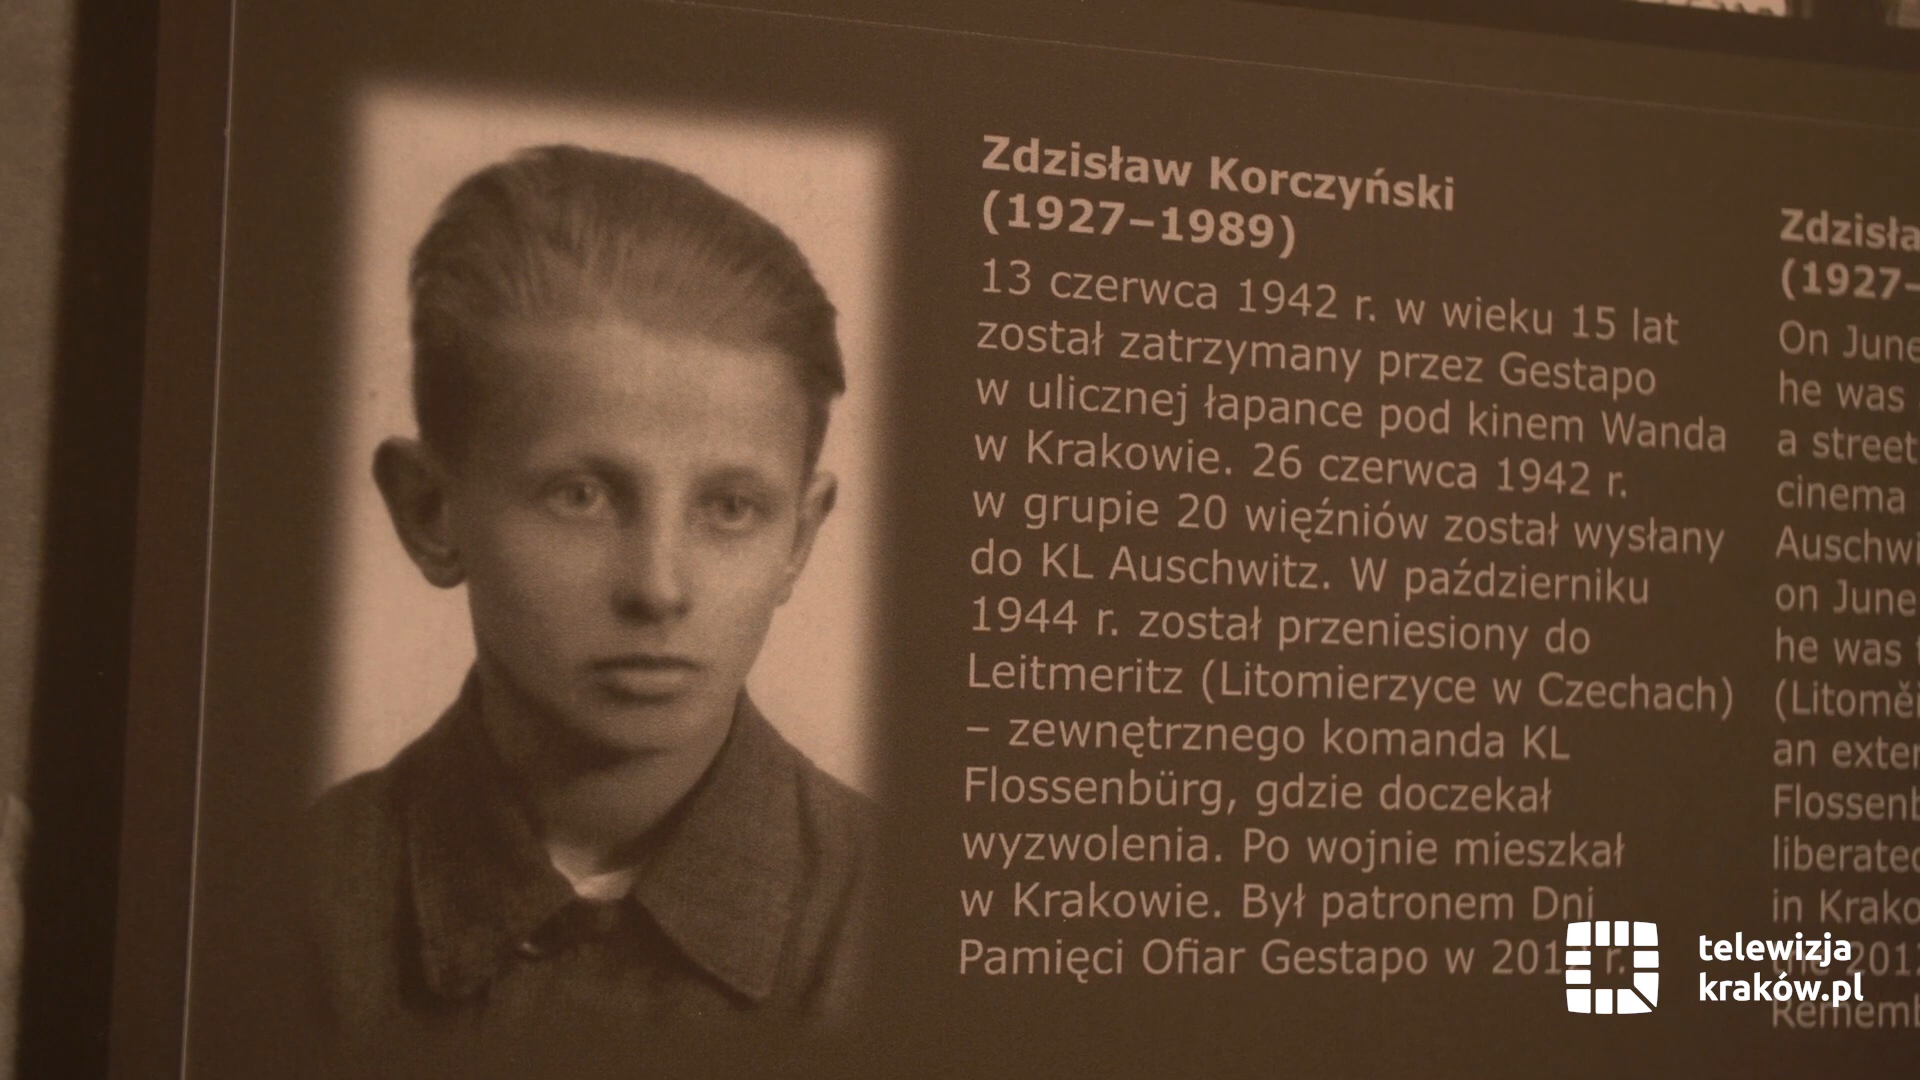 Zdzisław Korczyński
(1927–1989)
13 czerwca 1942 r. w wieku 15 lat
został zatrzymany przez Gestapo
w ulicznej łapance pod kinem Wanda
w Krakowie. 26 czerwca 1942 r.
w grupie 20 więźniów został wysłany
do KL Auschwitz. W październiku
1944 r. został przeniesiony do
Leitmeritz (Litomierzyce w Czechach)
– zewnętrznego komanda KL
Flossenbürg, gdzie doczekał
wyzwolenia. Po wojnie mieszkał
w Krakowie. Był patronem Dni
Pamięci Ofiar Gestapo w r.
Zdzisła
(1927–
On June
he was
a street
cinema
Auschwi
on June
he was
(Litoměř
an exter
Flossenb
liberated
in Krako
2012
Rememb
telewizja
kraków.pl